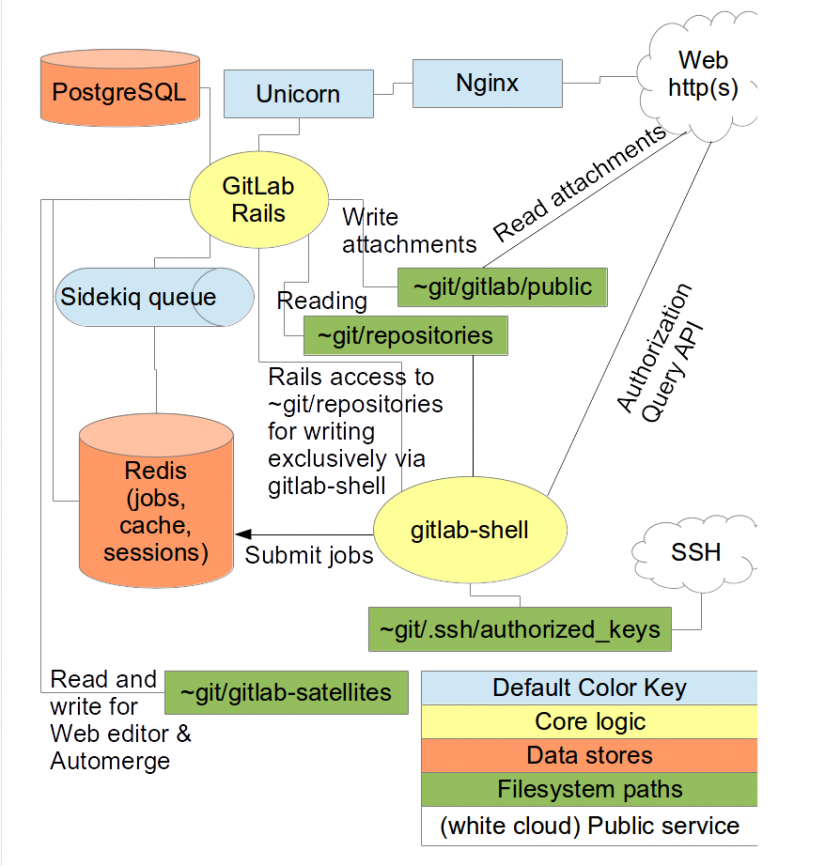 Web
http(s)
PostgreSQL
Unicorn
Nginx
GitLab
Rails
Write
attachments
Read attachments
~git/gitlab/public
Sidekiq queue
Reading
~git/repositories
Authorization
Query API
Rails access to
~git/repositories
for writing
exclusively via
gitlab-shell
Redis
(jobs,
cache,
sessions)
Submit jobs
gitlab-shell
SSH
~git/.ssh/authorized_keys
Read and
write for
Web editor &
Automerge
~git/gitlab-satellites
Default Color Key
Core logic
Data stores
Filesystem paths
(white cloud) Public service